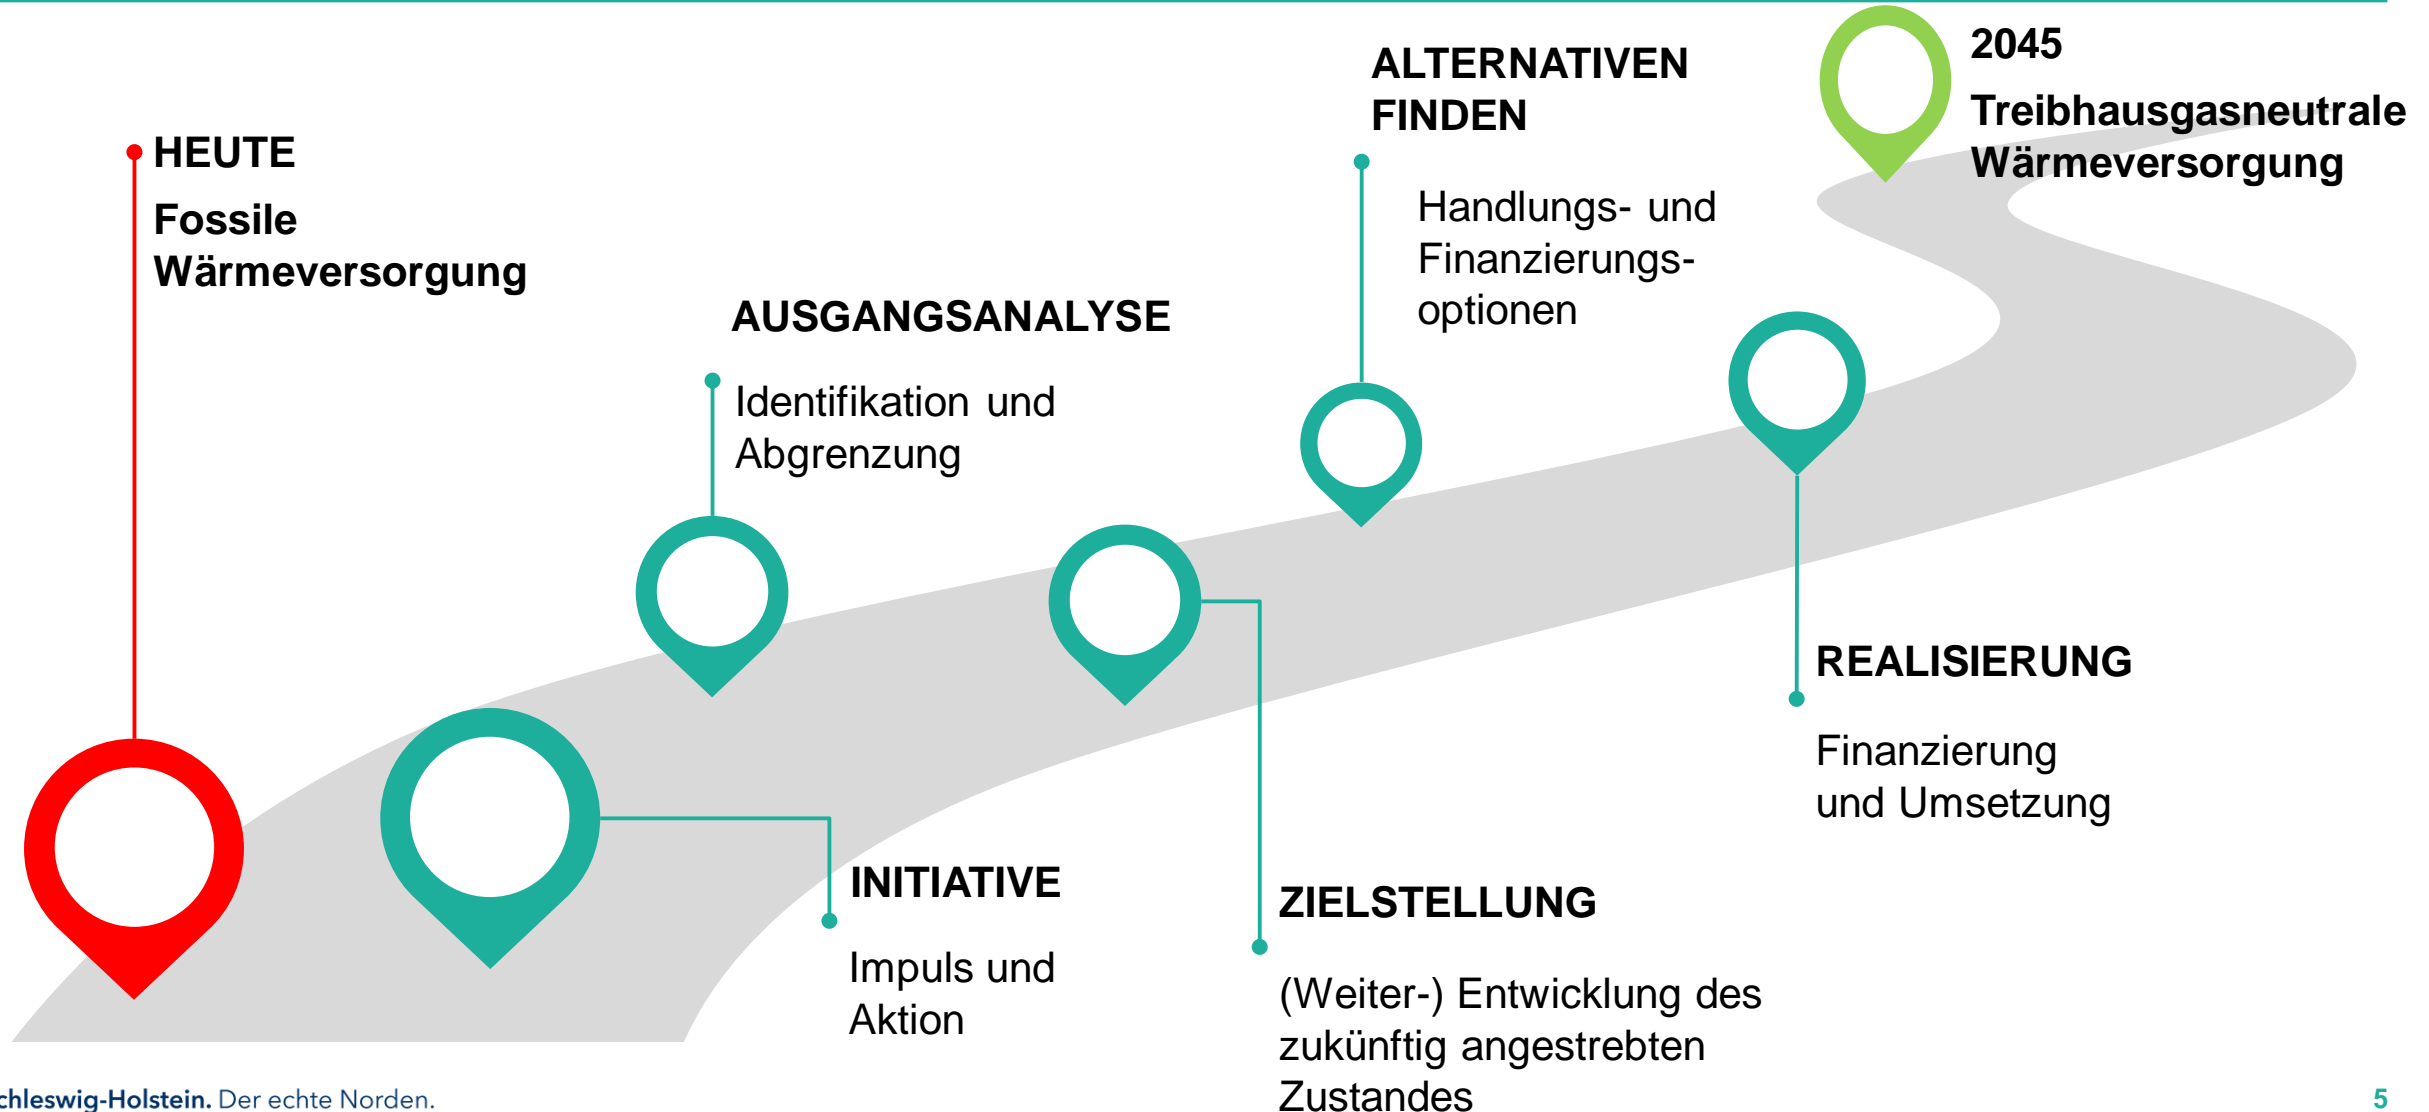 HEUTE
Fossile
Wärmeversorgung
AUSGANGSANALYSE
Identifikation und
Abgrenzung
ALTERNATIVEN
FINDEN
Handlungs- und
Finanzierungs-
optionen
2045
Treibhausgasneutrale
Wärmeversorgung
INITIATIVE
Impuls und
Aktion
ZIELSTELLUNG
(Weiter-) Entwicklung des
zukünftig angestrebten
Zustandes
REALISIERUNG
Finanzierung
und Umsetzung
chleswig-Holstein. Der echte Norden.
5